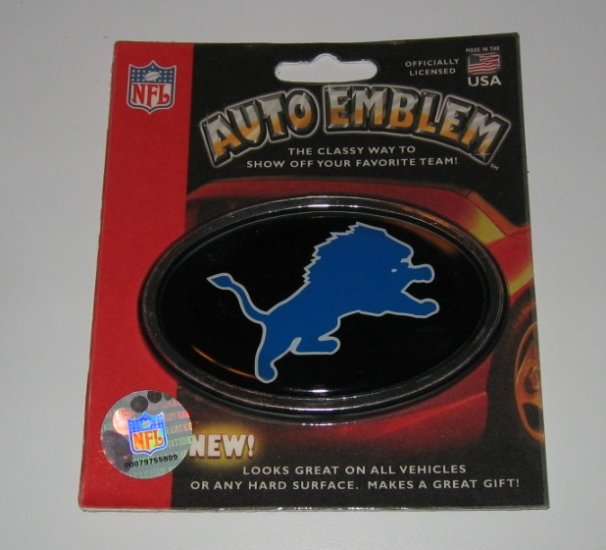 NFL
OFFICIALLY
LICENSED
MADE IN THE
USA
AUTO EMBLEM
SM
THE CLASSY WAY TO
SHOW OFF YOUR FAVORITE TEAM!
NFL
NEW!
LOOKS GREAT ON ALL VEHICLES
OR ANY HARD SURFACE. MAKES A GREAT GIFT!